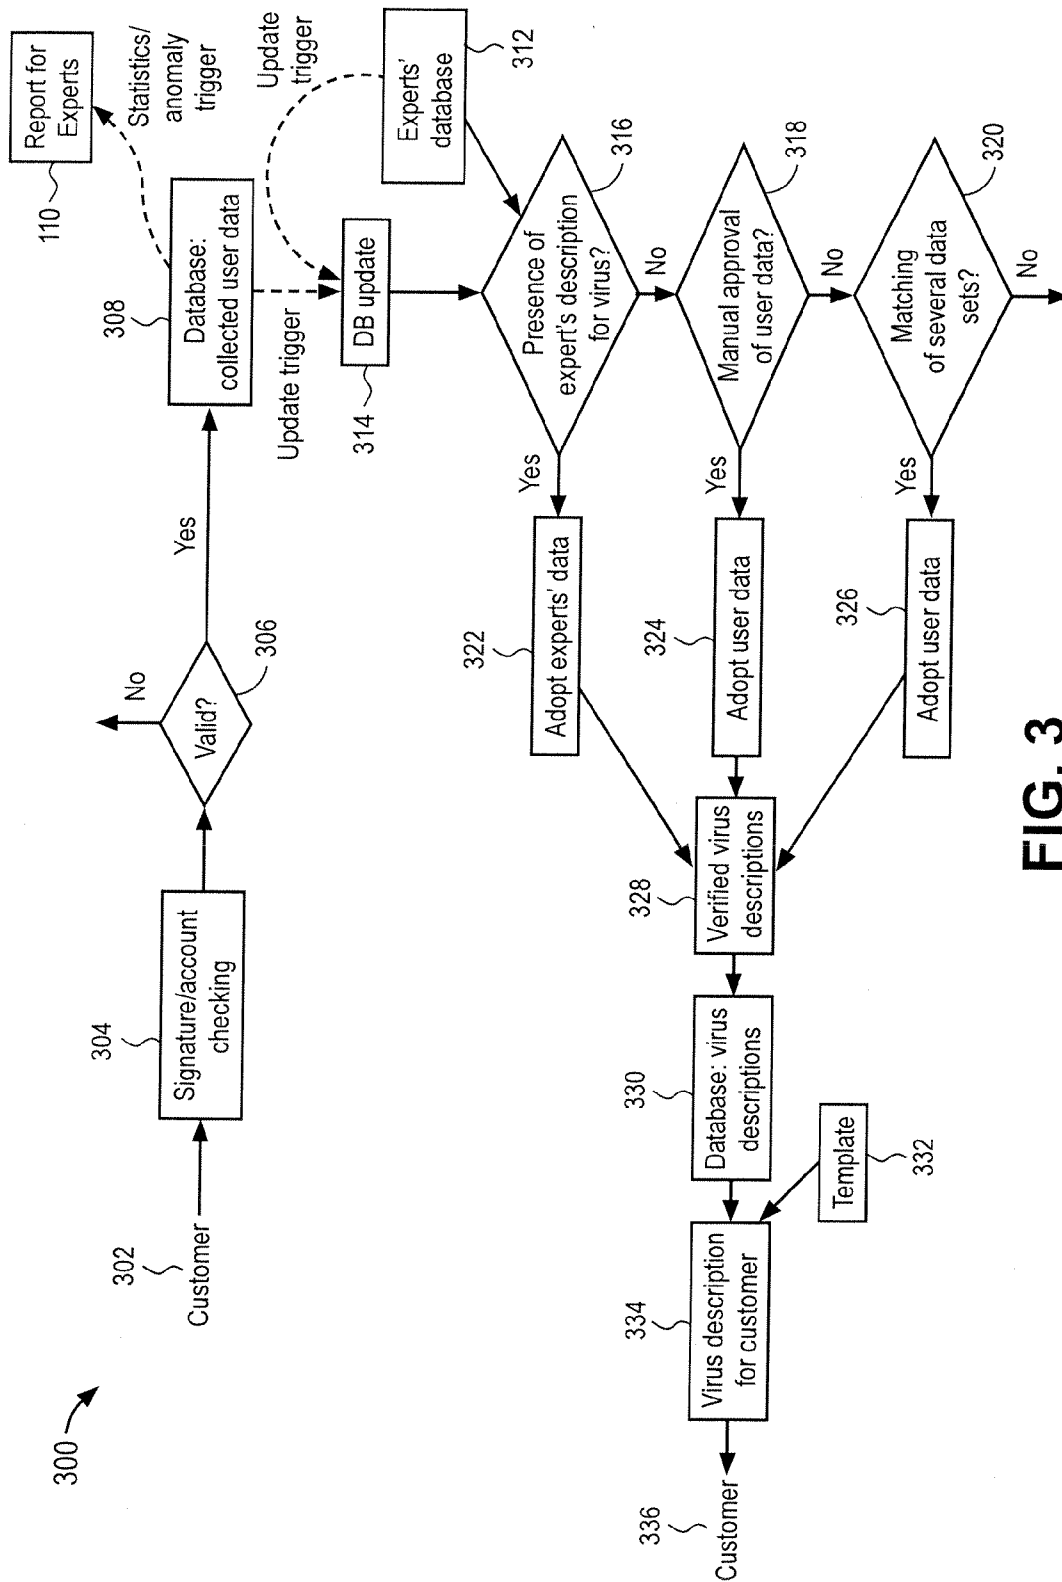 300
302
Customer
304
Signature/account
checking
Valid?
306
No
Yes
308
Database:
collected user data
110
Report for
Experts
Statistics/
anomaly
trigger
Update trigger
Update
trigger
314
DB update
Experts'
database
312
Presence of
expert's description
for virus?
316
No
Yes
Manual approval
of user data?
318
No
Yes
Matching
of several data
sets?
320
No
Yes
322
Adopt experts' data
324
Adopt user data
326
Adopt user data
328
Verified virus
descriptions
330
Database: virus
descriptions
Template
332
334
Virus description
for customer
336
Customer
FIG. 3